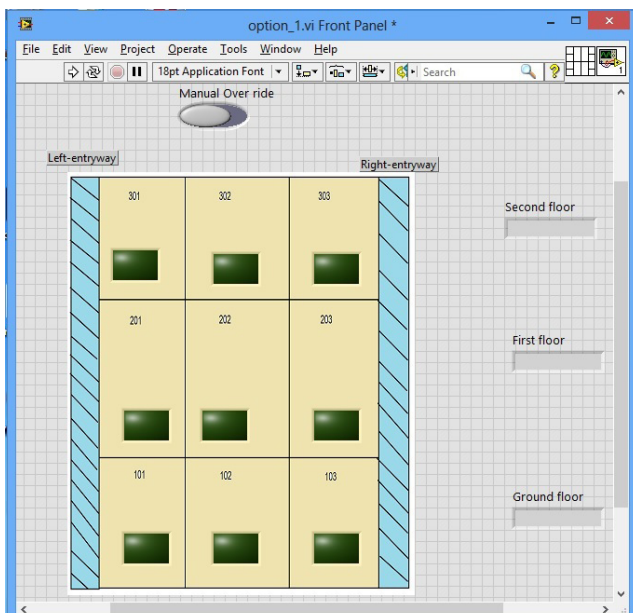 option_1.vi Front Panel *
File Edit View Project Operate Tools Window Help
18pt Application Font Search
1
Manual Over ride
Left-entryway
Right-entryway
301 302 303
Second floor
201 202 203
First floor
101 102 103
Ground floor